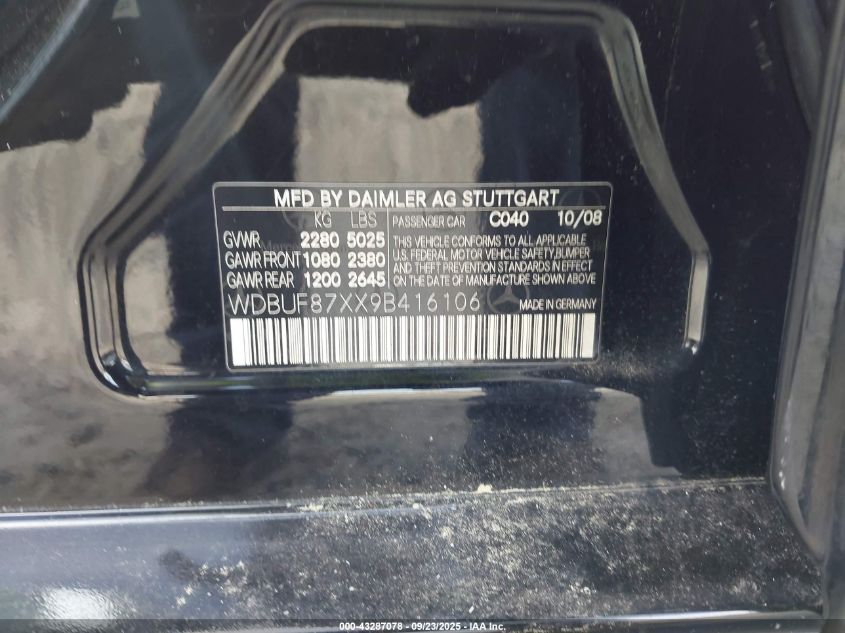 MFD BY DAIMLER AG STUTTGART
KG LBS PASSENGER CAR C040 10/08
GVWR 2280 5025 THIS VEHICLE CONFORMS TO ALL APPLICABLE
U.S. FEDERAL MOTOR VEHICLE SAFETY, BUMPER
GAWR FRONT 1080 2380 AND THEFT PREVENTION STANDARDS IN EFFECT
GAWR REAR 1200 2645 ON THE DATE OF MANUFACTURE SHOWN ABOVE
WDBUF87XX9B416106 MADE IN GERMANY
000-43287078 - 09/23/2025 - IAA Inc.